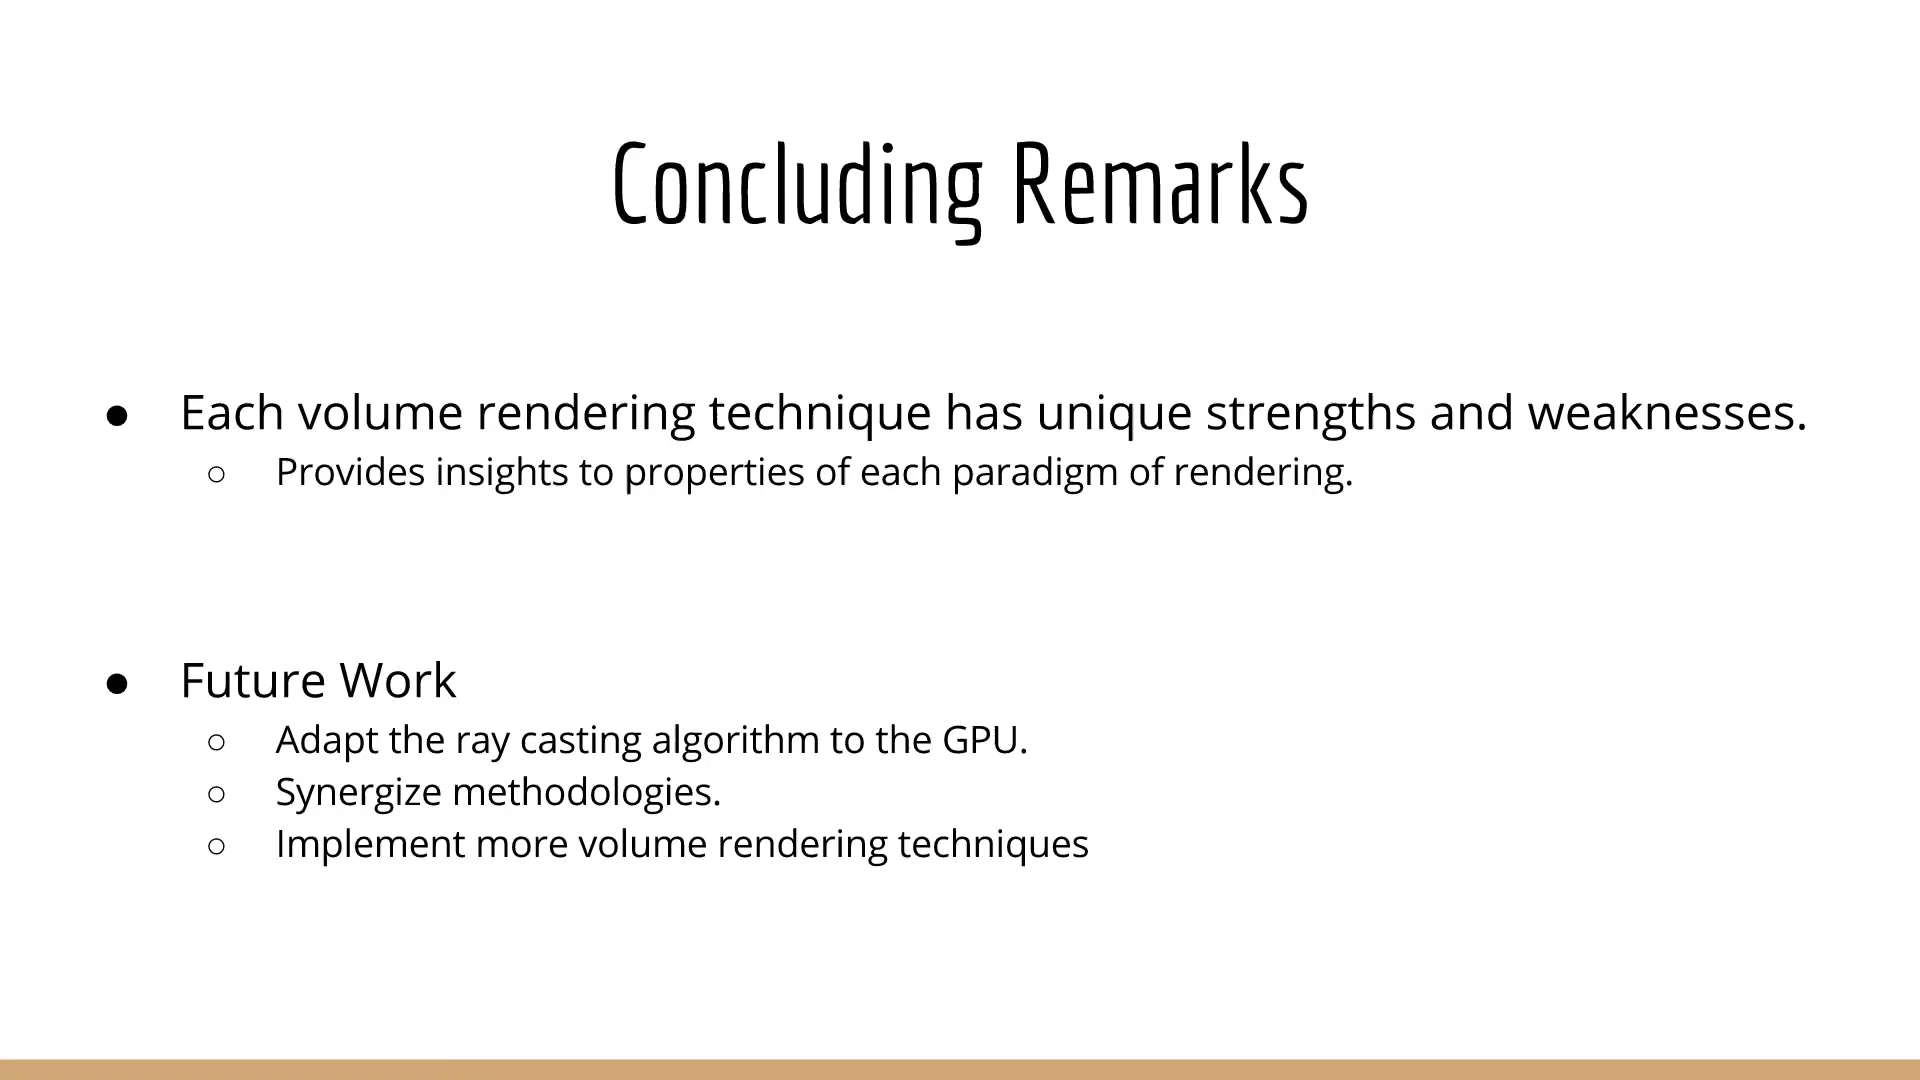 Concluding Remarks
● Each volume rendering technique has unique strengths and weaknesses.
○ Provides insights to properties of each paradigm of rendering.
● Future Work
○ Adapt the ray casting algorithm to the GPU.
○ Synergize methodologies.
○ Implement more volume rendering techniques